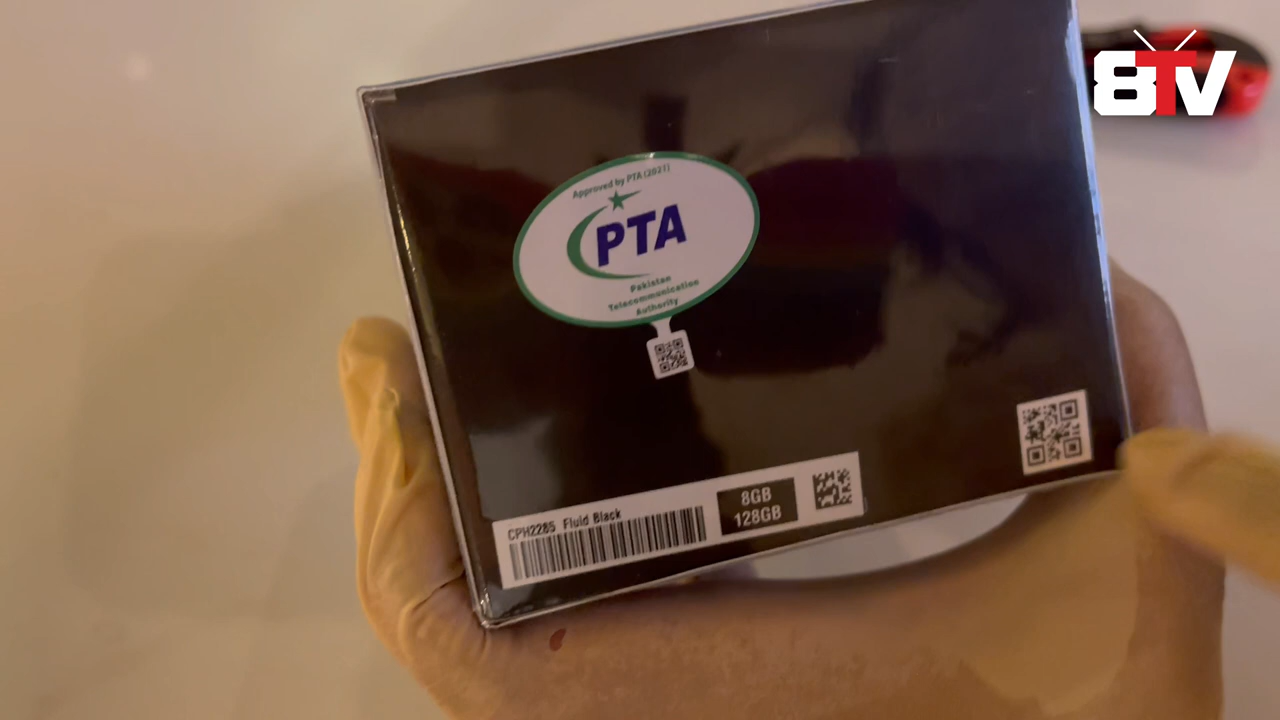 8TV
Approved by PTA (2021)
PTA
Pakistan
Telecommunication
Authority
CPH2285 Fluid Black
8GB
128GB